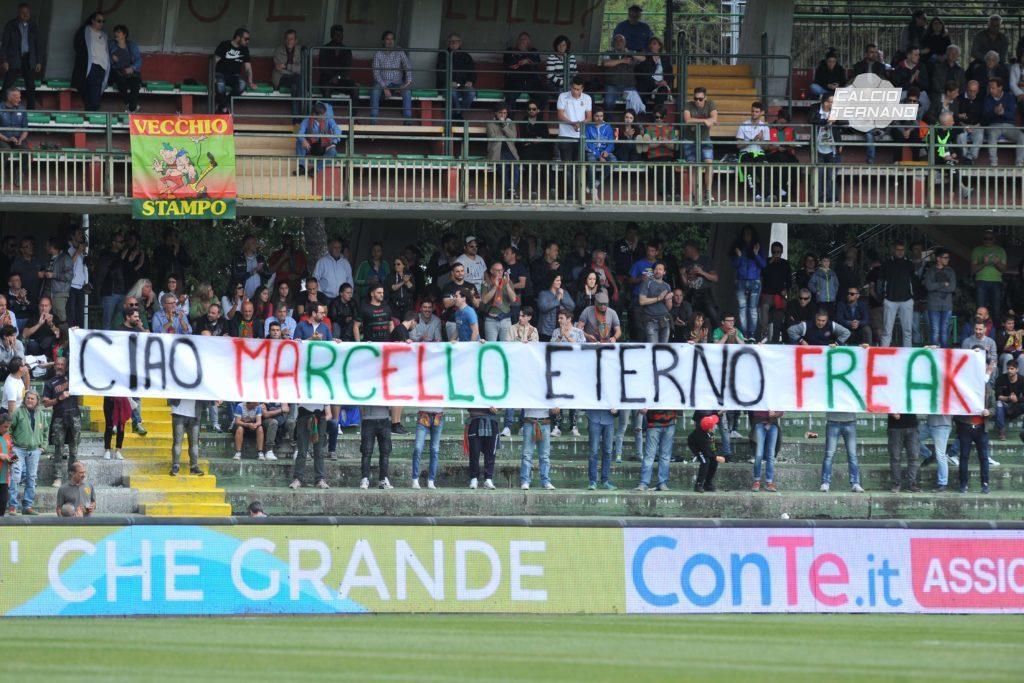 CALCIO
TERNANO
VECCHIO
STAMPO
CIAO MARCELLO ETERNO FREAK
' CHE GRANDE
ConTe.it ASSIC